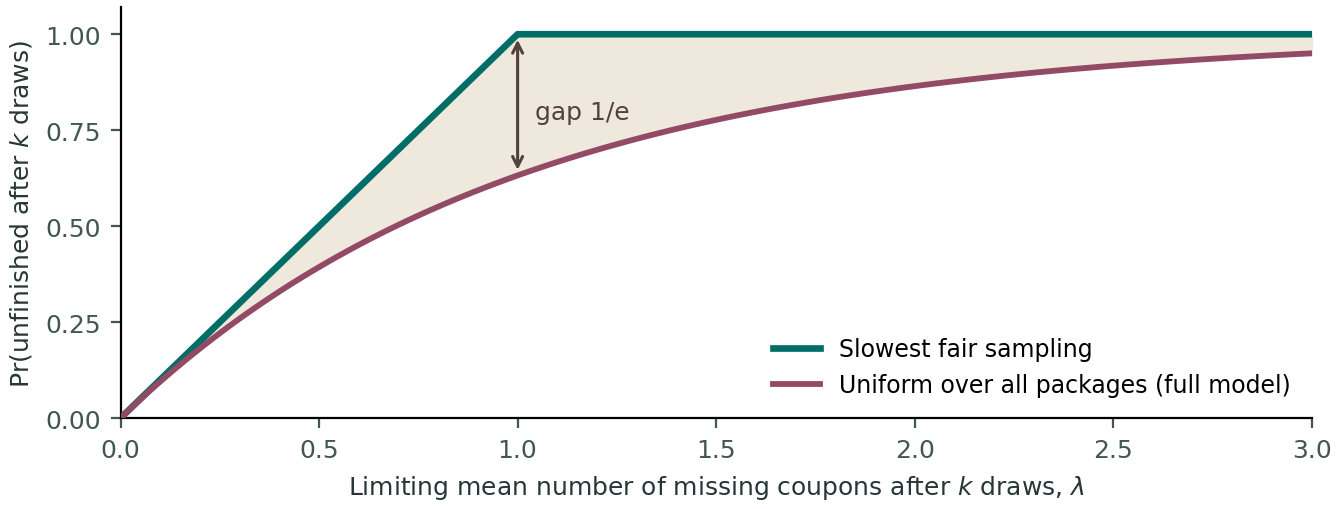 Pr(unfinished after k draws)
1.00
0.75
0.50
0.25
0.00
gap 1/e
Slowest fair sampling
Uniform over all packages (full model)
0.0 0.5 1.0 1.5 2.0 2.5 3.0
Limiting mean number of missing coupons after k draws, λ